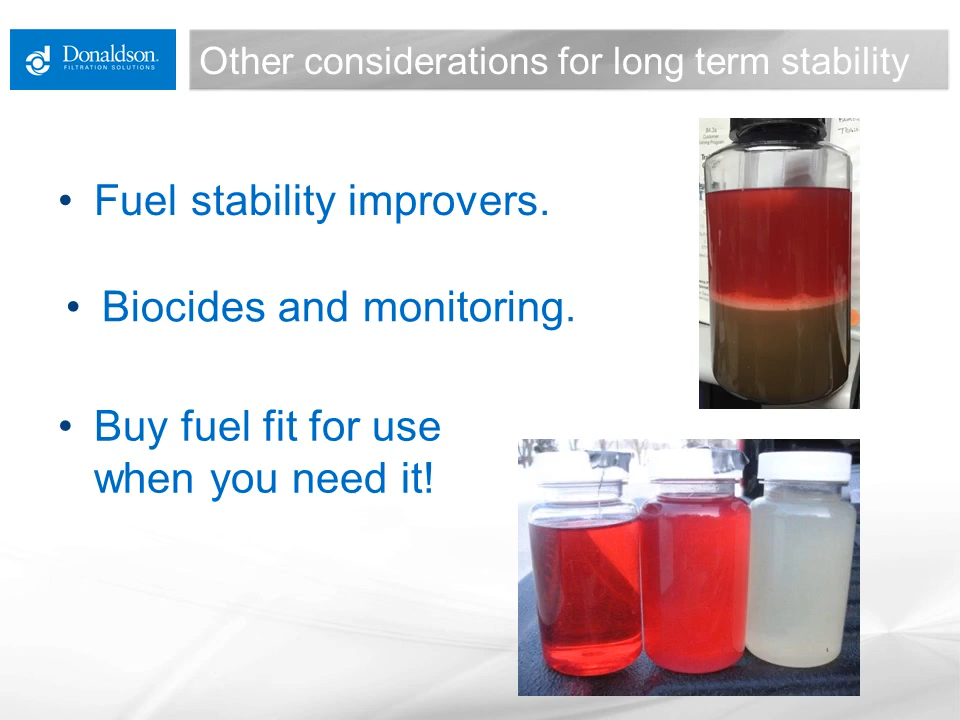 Donaldson.
FILTRATION SOLUTIONS
Other considerations for long term stability
• Fuel stability improvers.
• Biocides and monitoring.
• Buy fuel fit for use
when you need it!